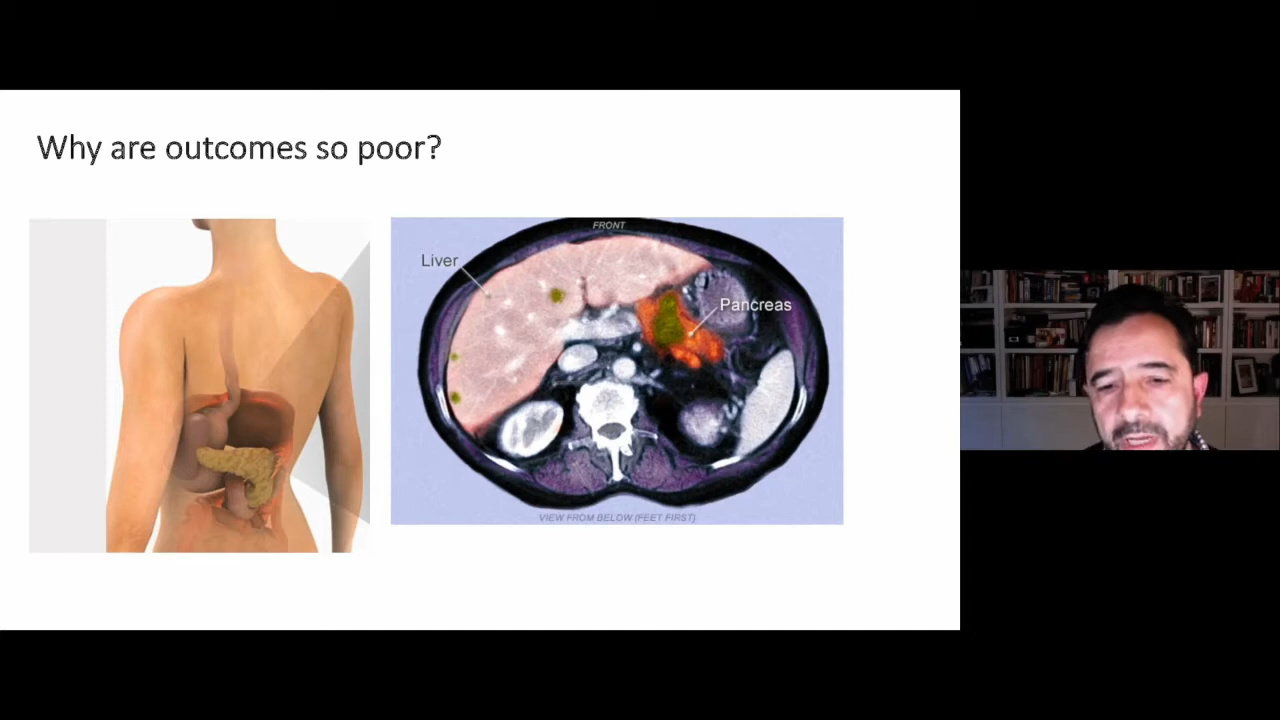 Why are outcomes so poor?
FRONT
Liver
Pancreas
VIEW FROM BELOW (FEET FIRST)